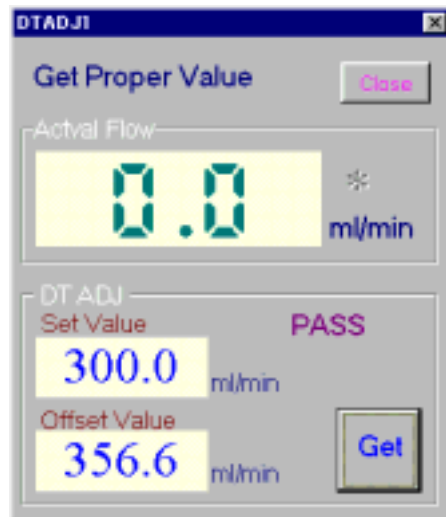 DTADJ1
Get Proper Value Close
Actval Flow
0.0 *
ml/min
DT ADJ
Set Value PASS
300.0 ml/min
Offset Value
356.6 ml/min Get